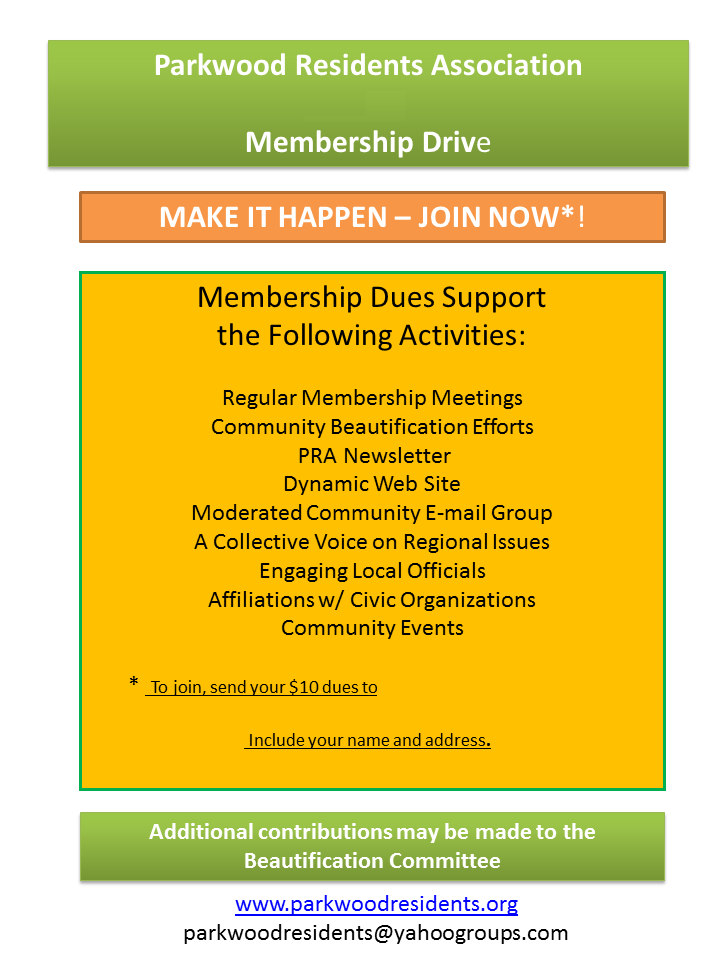 Parkwood Residents Association
Membership Drive
MAKE IT HAPPEN – JOIN NOW*!
Membership Dues Support
the Following Activities:
Regular Membership Meetings
Community Beautification Efforts
PRA Newsletter
Dynamic Web Site
Moderated Community E-mail Group
A Collective Voice on Regional Issues
Engaging Local Officials
Affiliations w/ Civic Organizations
Community Events
* To join, send your $10 dues to
Include your name and address.
Additional contributions may be made to the
Beautification Committee
www.parkwoodresidents.org
parkwoodresidents@yahoogroups.com